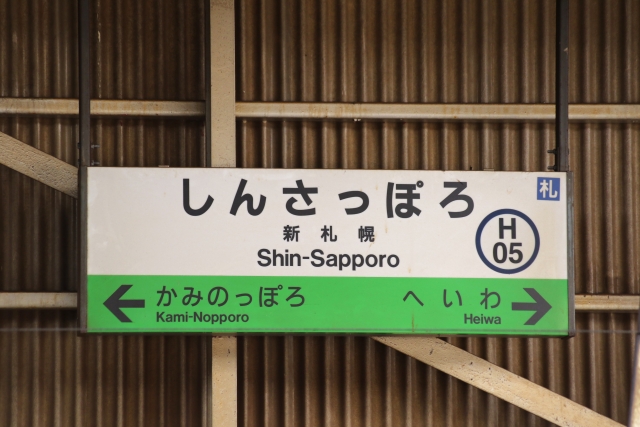 札
しんさっぽろ
新札幌
Shin-Sapporo
H
05
かみのっぽろ
Kami-Nopporo
へいわ
Heiwa